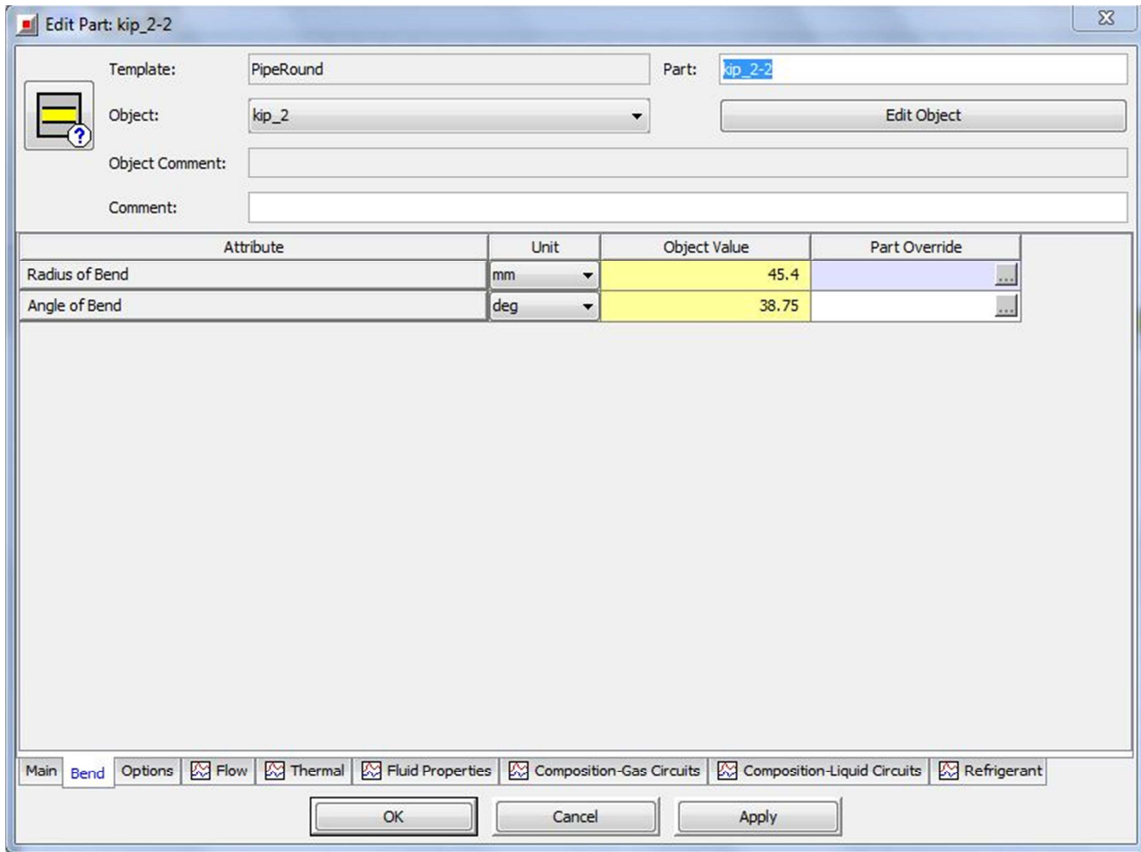 Edit Part: kip_2-2
Template: PipeRound Part: kip_2-2
Object: kip_2 Edit Object
?
Object Comment:
Comment:
Attribute Unit Object Value Part Override
Radius of Bend mm 45.4 ...
Angle of Bend deg 38.75 ...
Main Bend Options Flow Thermal Fluid Properties Composition-Gas Circuits Composition-Liquid Circuits Refrigerant
OK Cancel Apply